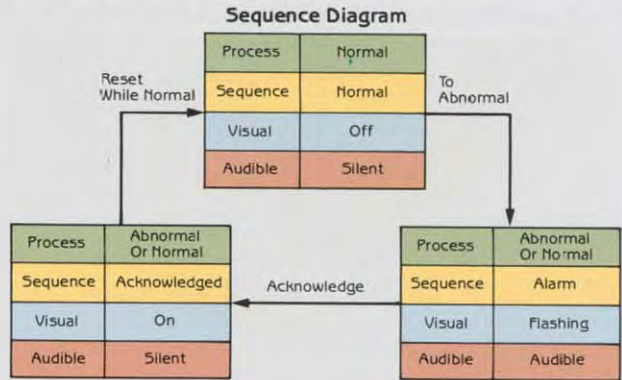 Sequence Diagram
Process Normal
Sequence Normal
Visual Off
Audible Silent
Reset
While Normal
To
Abnormal
Process Abnormal
Or Normal
Sequence Acknowledged
Visual On
Audible Silent
Acknowledge
Process Abnormal
Or Normal
Sequence Alarm
Visual Flashing
Audible Audible